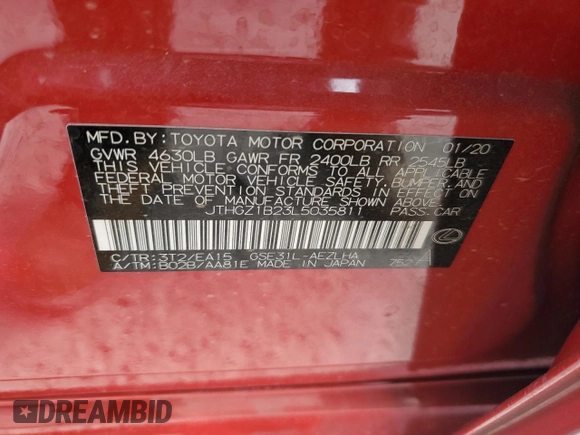 MFD. BY: TOYOTA MOTOR CORPORATION 01/20
GVWR 4630LB GAWR FR 2400LB RR 2545LB
THIS VEHICLE CONFORMS TO ALL APPLICABLE
FEDERAL MOTOR VEHICLE SAFETY, BUMPER, AND
THEFT PREVENTION STANDARDS IN EFFECT ON
THE DATE OF MANUFACTURE SHOWN ABOVE.
JTHGZ1B23L5035811 PASS.CAR
C/TR: 3T2/EA15 GSE31L-AEZLHA
A/TM: B02B/AA81E MADE IN JAPAN A
DREAMBID